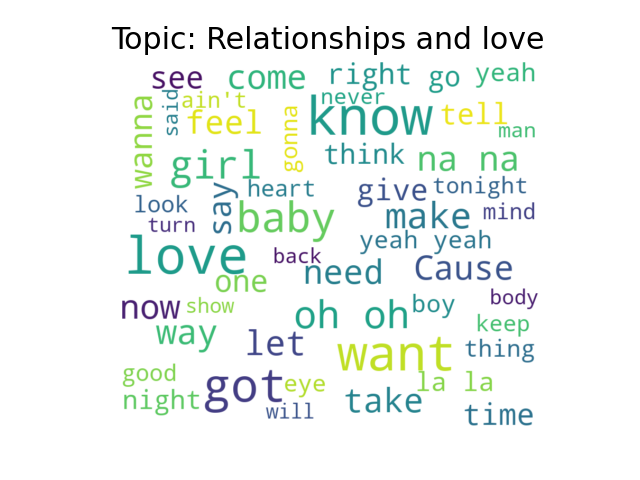 Topic: Relationships and love
see come right go yeah
wanna said ain't feel gonna never know tell man
girl think na na
look turn say heart baby give tonight make mind
yeah yeah
love one back need Cause
now show oh oh boy body keep
way let want thing
good night got eye will take la la time